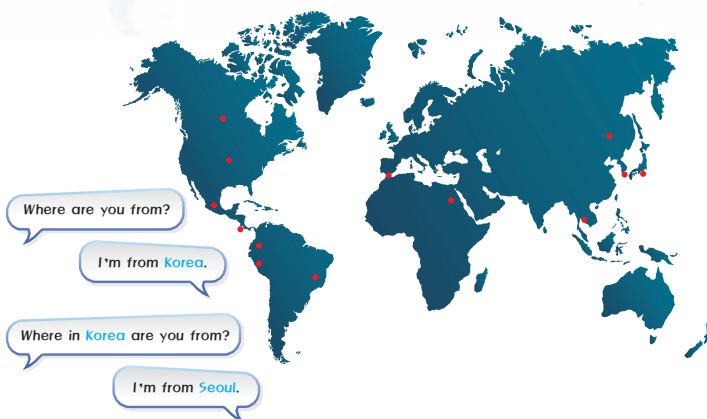 Where are you from?
I'm from Korea.
Where in Korea are you from?
I'm from Seoul.